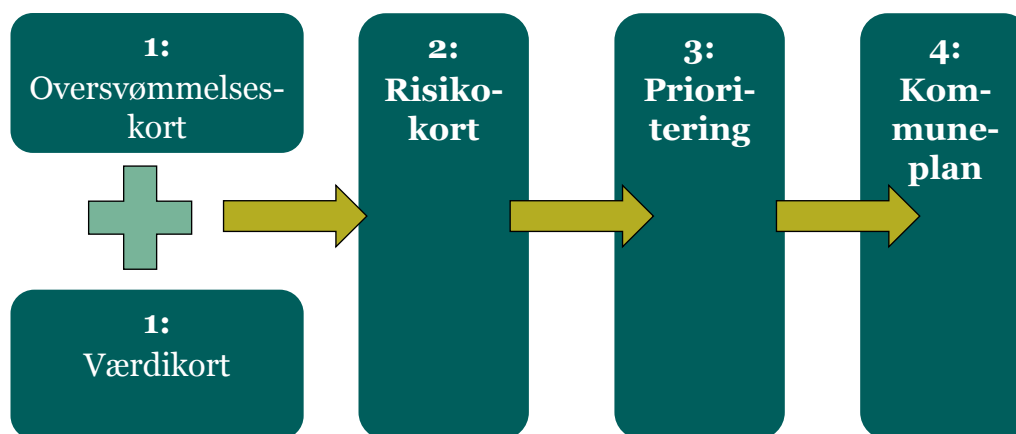 1:
Oversvømmelses-
kort
1:
Værdikort
2:
Risiko-
kort
3:
Priori-
tering
4:
Kom-
mune-
plan